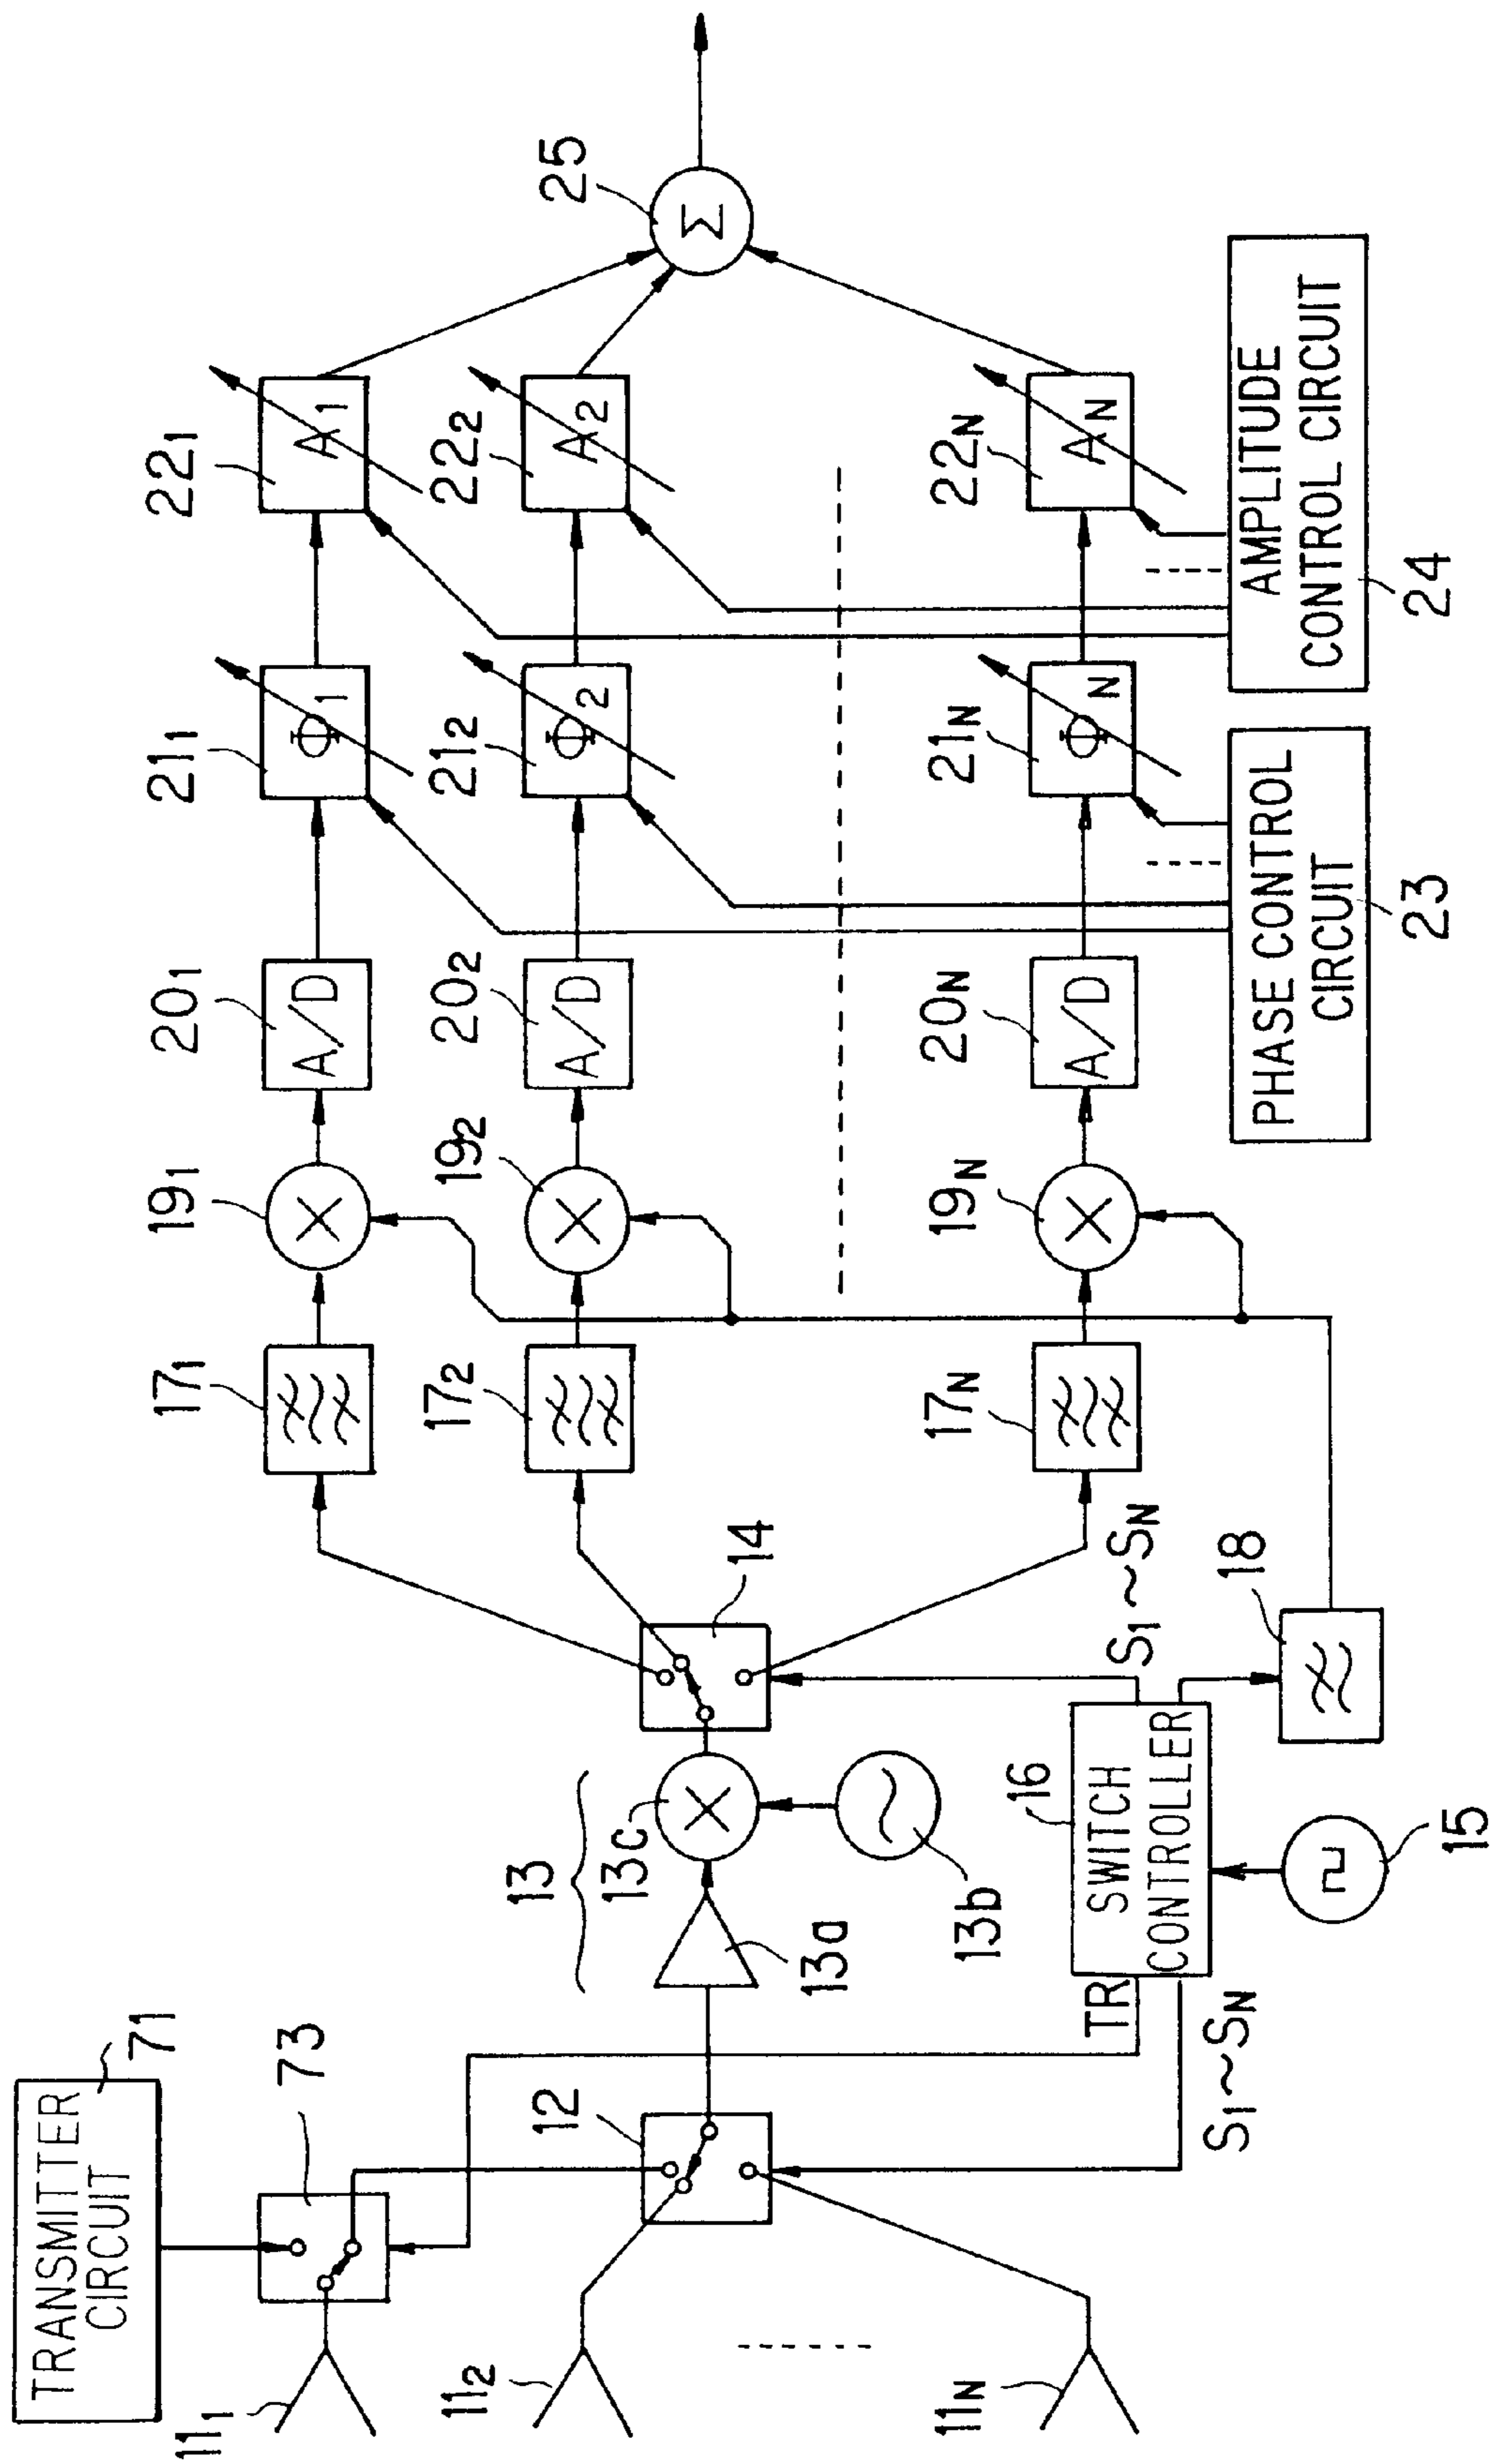 TRANSMITTER
CIRCUIT
71
73
11₁
11₂
11N
12
13
13a
13b
13c
14
TR
S₁~SN
SWITCH
CONTROLLER
16
15
S₁~SN
18
17₁
17₂
17N
19₁
19₂
19N
20₁
A/D
20₂
A/D
20N
A/D
21₁
Φ₁
21₂
Φ₂
21N
ΦN
22₁
A₁
22₂
A₂
22N
AN
25
Σ
PHASE CONTROL
CIRCUIT
23
AMPLITUDE
CONTROL CIRCUIT
24